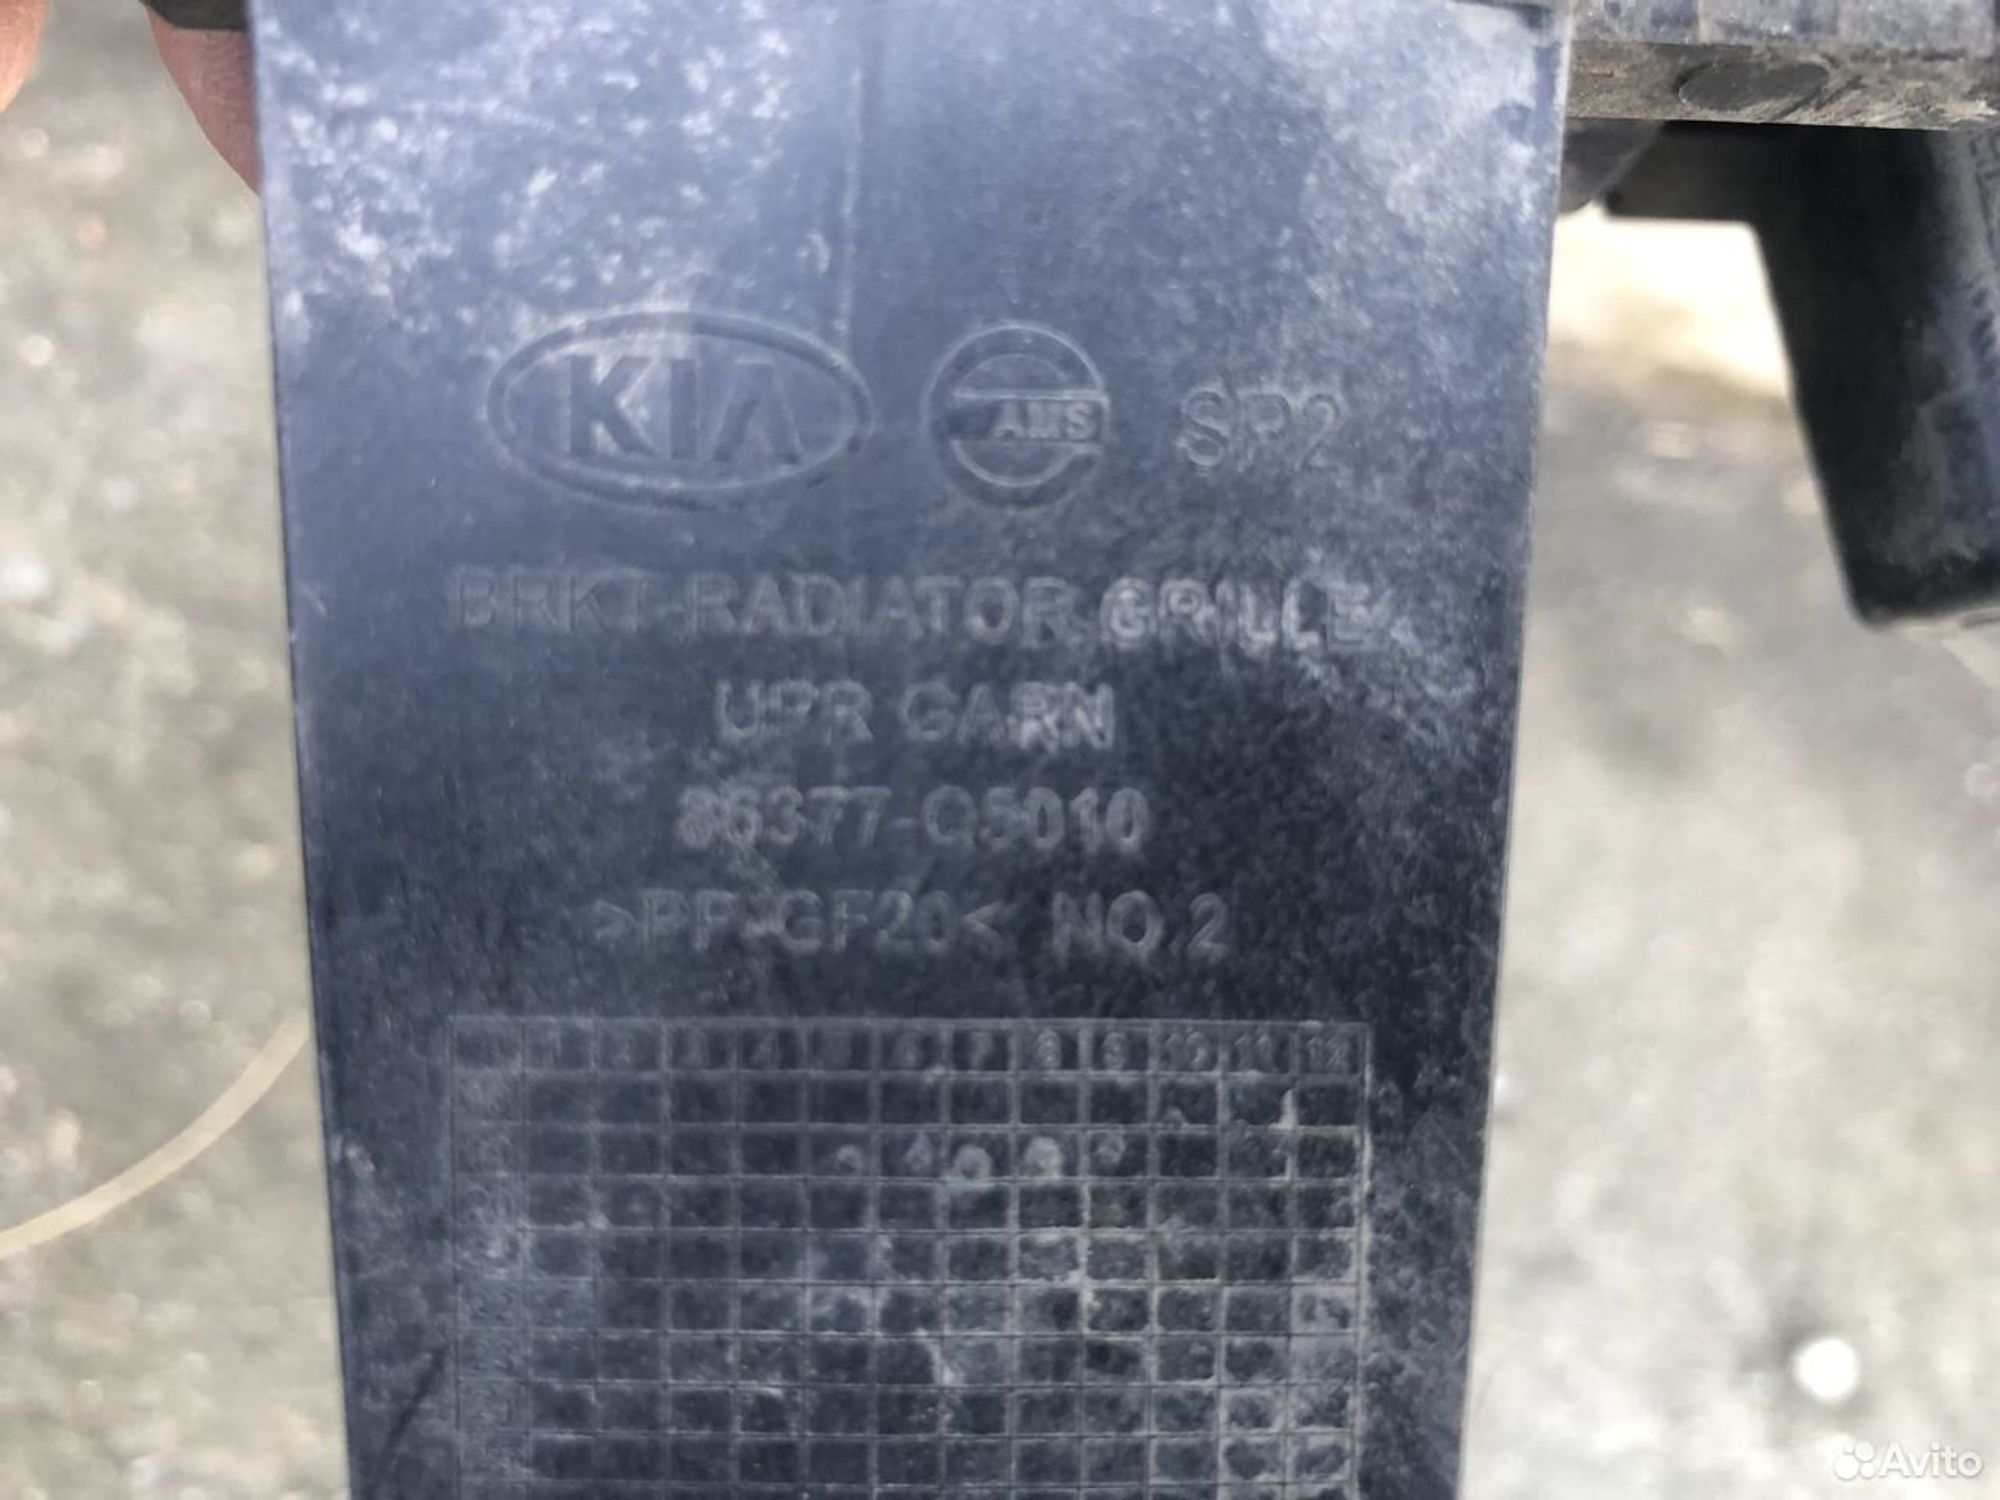 KIA AMS SP2
BRKT-RADIATOR GRILLE
UPR GARN
86377-Q5010
>PP-GF20< NO.2
1 2 3 4 5 6 7 8 9 10 11 12
Avito